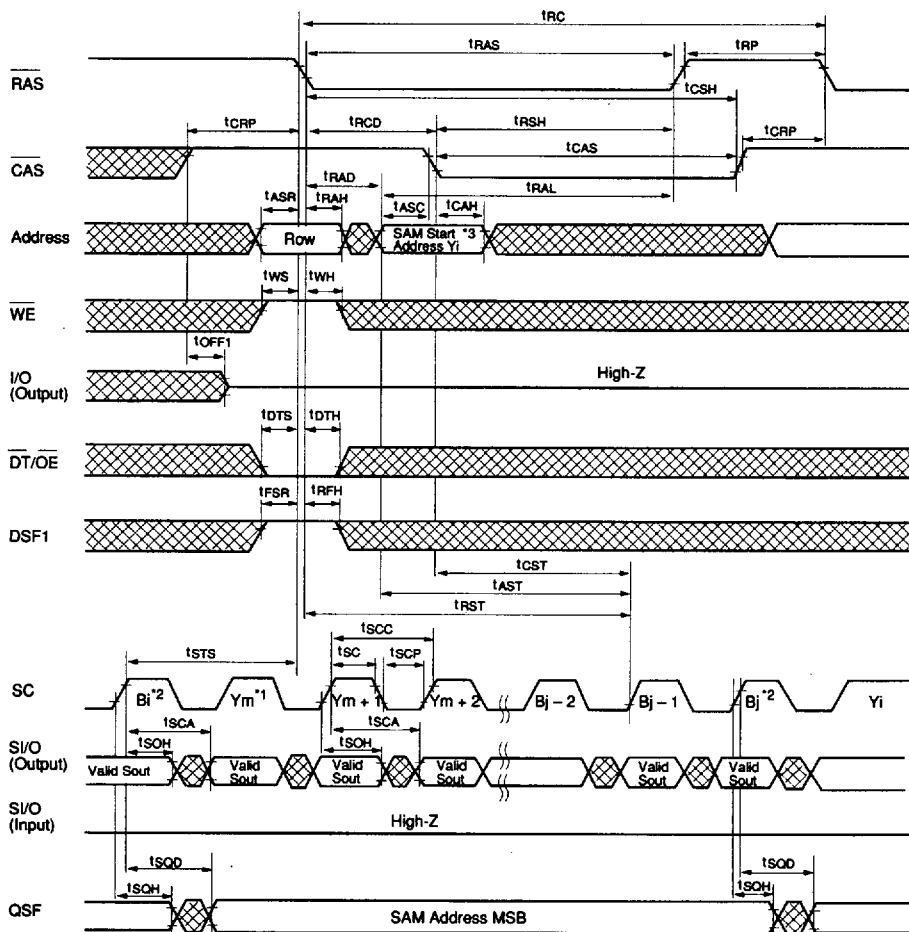 tRC
tRAS tRP
RAS
tCSH
tCRP tRCD tRSH tCRP
CAS tCAS
tRAD tRAL
tASR tRAH tASC tCAH
Address Row SAM Start *3
Address Yi
tWS tWH
WE
tOFF1
I/O
(Output) High-Z
tDTS tDTH
DT/OE
tFSR tRFH
DSF1
tCST
tAST
tRST
tSCC
tSTS tSC tSCP
SC Bi*2 Ym*1 Ym + 1 Ym + 2 Bj – 2 Bj – 1 Bj*2 Yi
tSCA tSCA
SI/O tSOH tSOH
(Output) Valid Sout Valid Sout Valid Sout Valid Sout Valid Sout Valid Sout
SI/O
(Input) High-Z
tSQD tSQD
tSQH tSQH
QSF SAM Address MSB